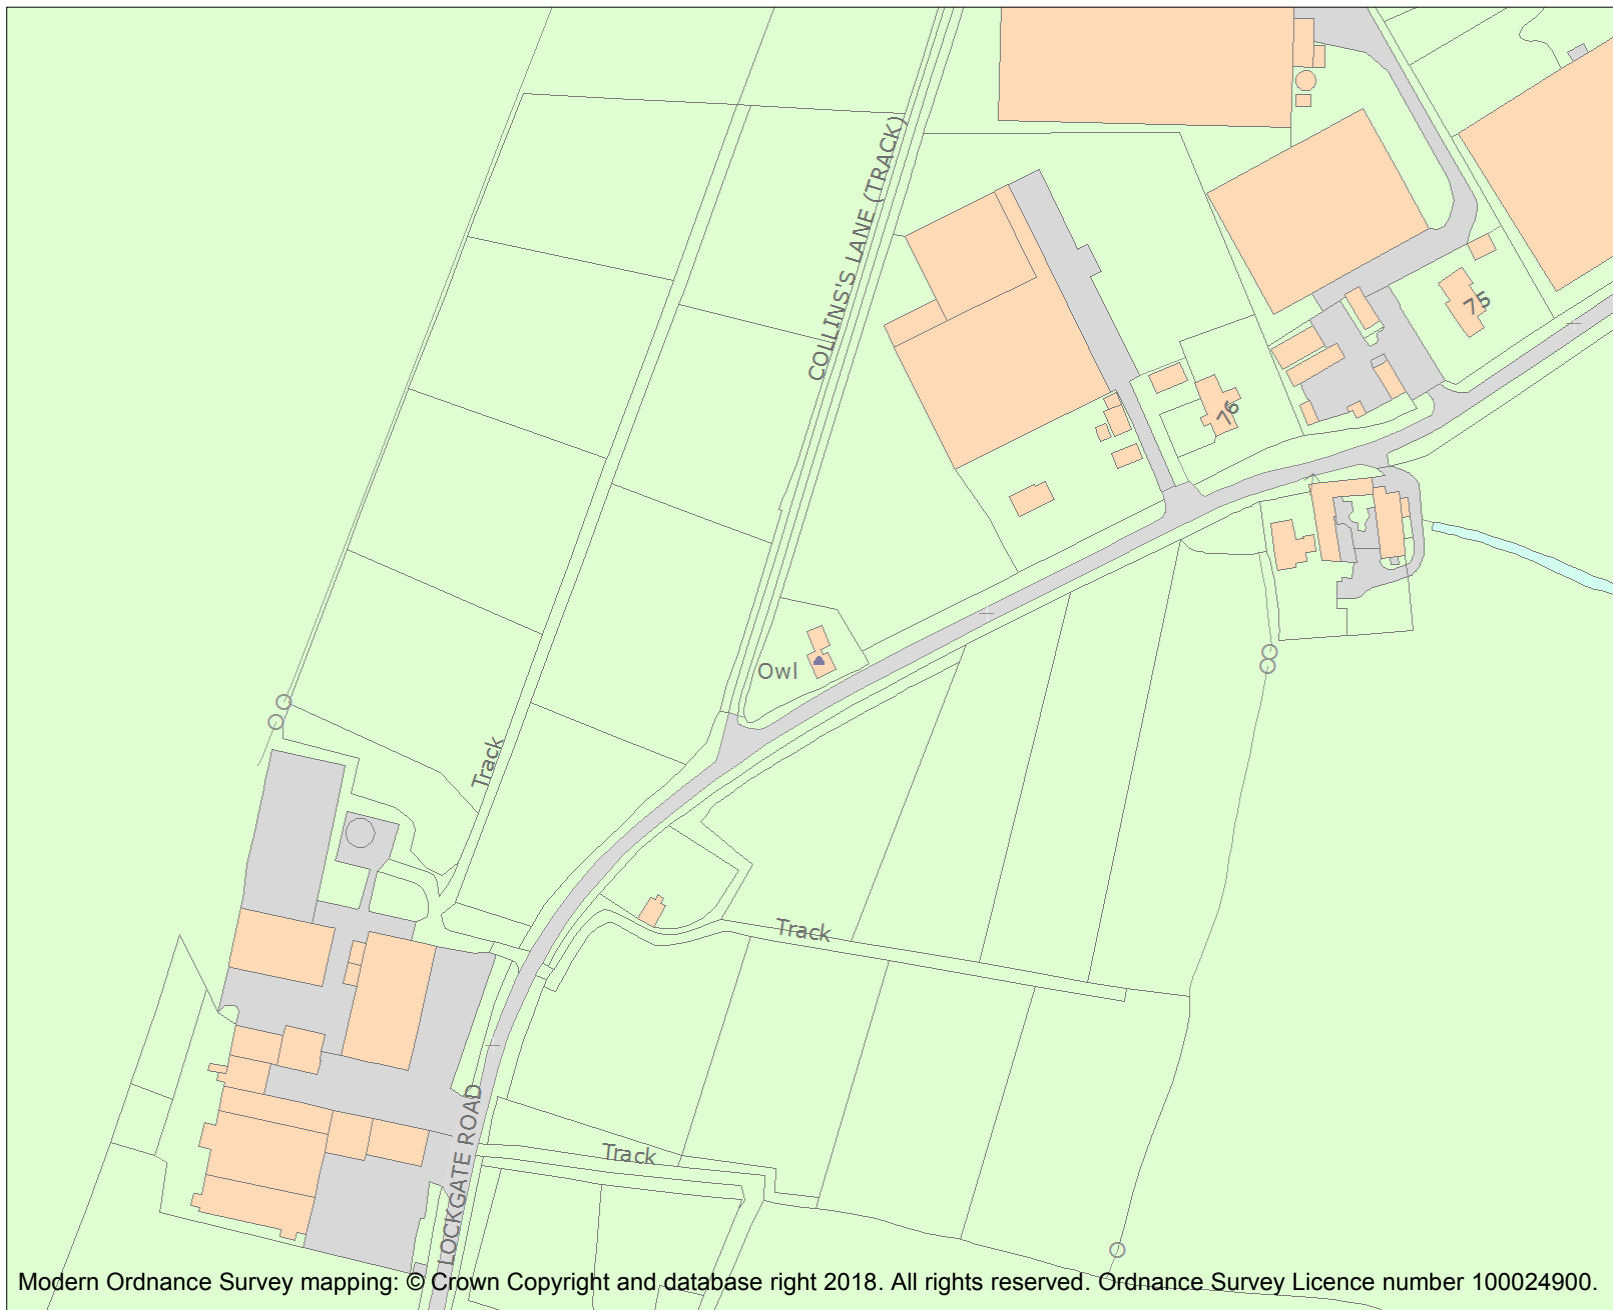 COLLINS'S LANE (TRACK)
75
76
Owl
Track
Track
LOCKGATE ROAD
Track
Modern Ordnance Survey mapping: © Crown Copyright and database right 2018. All rights reserved. Ordnance Survey Licence number 100024900.